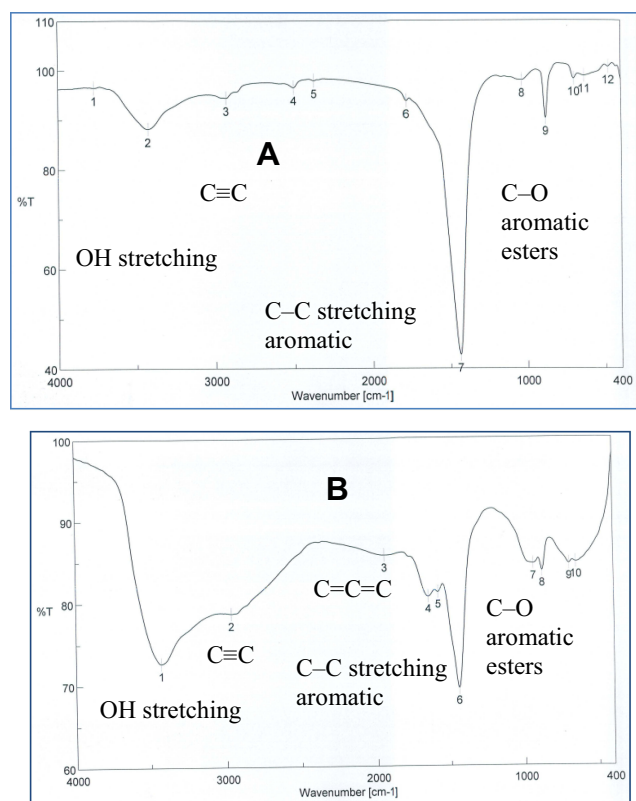 110
100
80
60
40
%T
1
2
3
4
5
6
7
8
9
10
11
12
A
C≡C
OH stretching
C–C stretching
aromatic
C–O
aromatic
esters
4000
3000
2000
1000
400
Wavenumber [cm-1]
100
90
80
70
60
%T
1
2
3
4
5
6
7
8
9
10
B
C=C=C
C≡C
OH stretching
C–C stretching
aromatic
C–O
aromatic
esters
4000
3000
2000
1000
400
Wavenumber [cm-1]